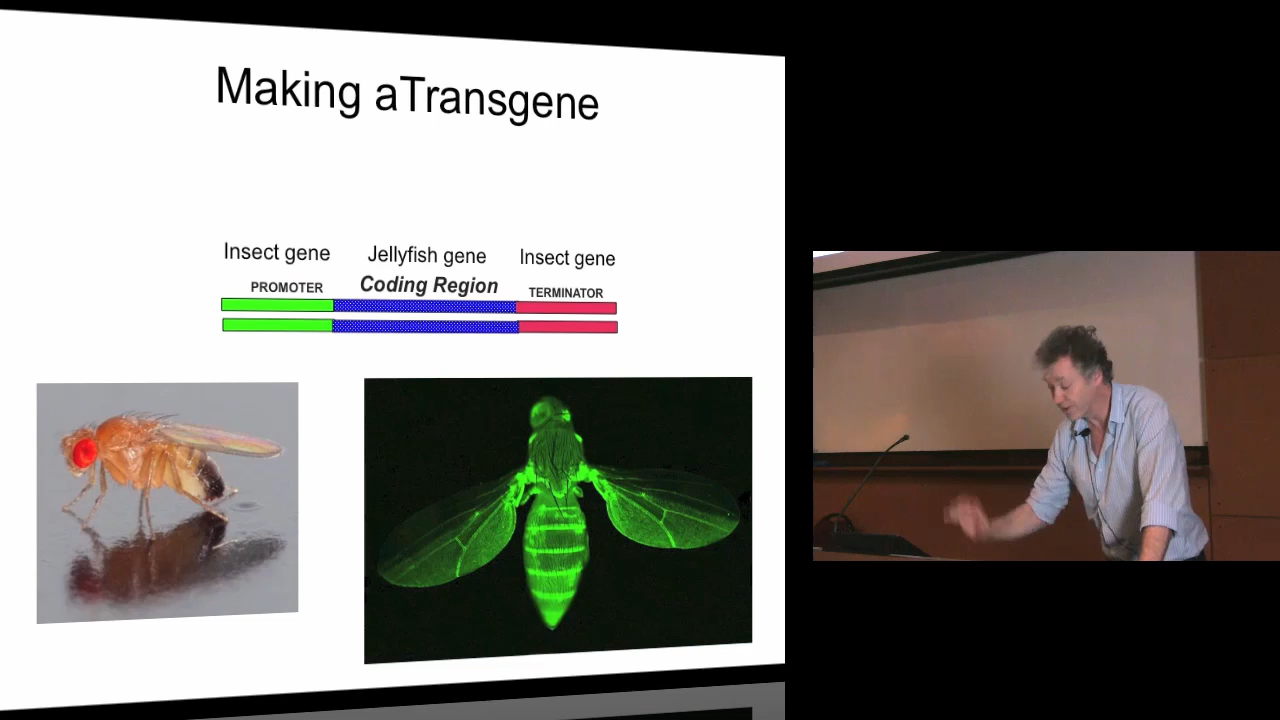 Making aTransgene
Insect gene Jellyfish gene Insect gene
PROMOTER Coding Region TERMINATOR